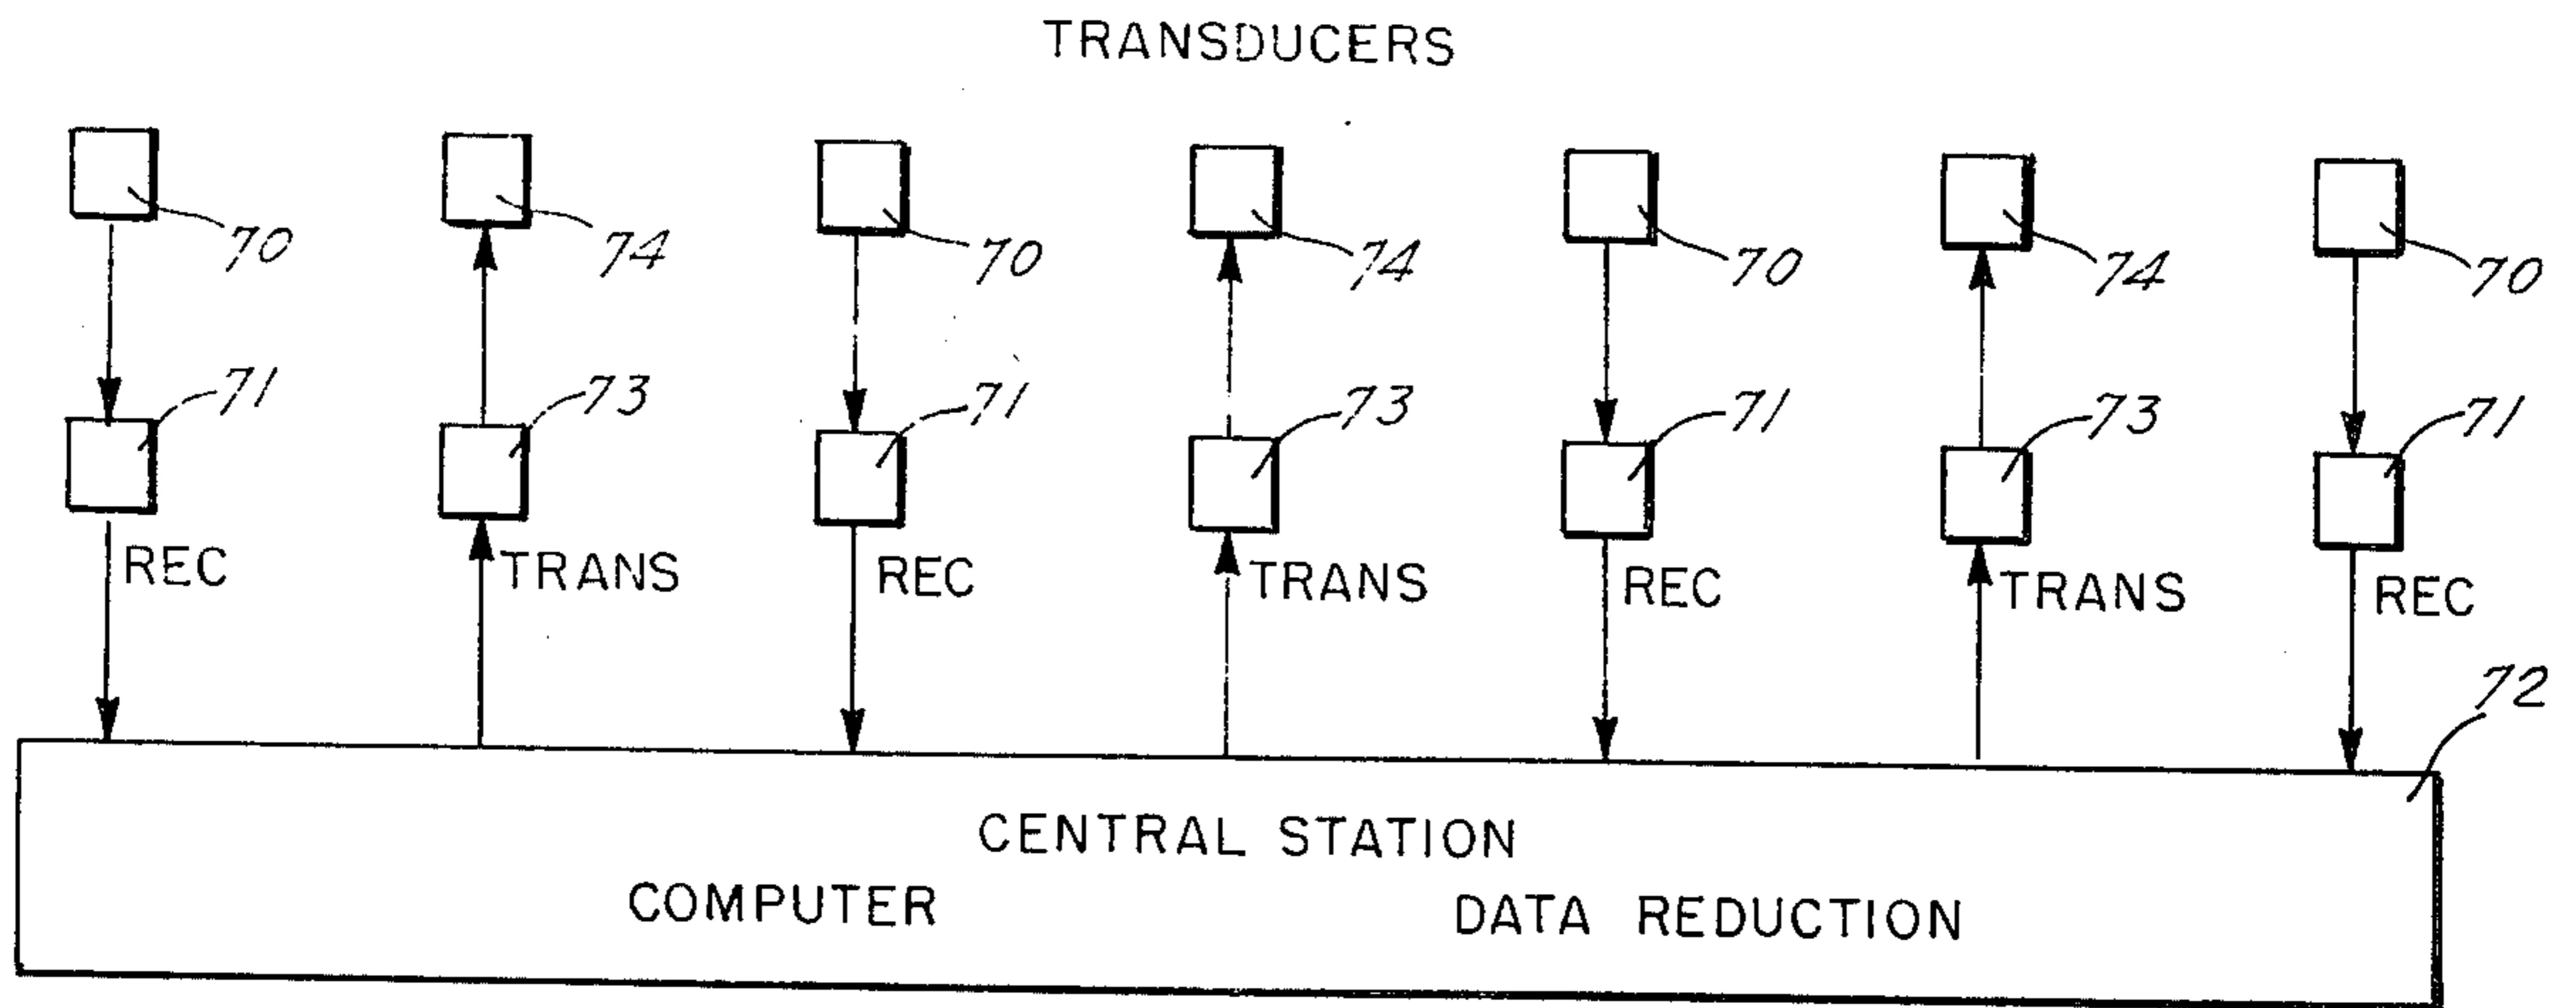 TRANSDUCERS
70 74 70 74 70 74 70
71 73 71 73 71 73 71
REC TRANS REC TRANS REC TRANS REC
72
CENTRAL STATION
COMPUTER DATA REDUCTION